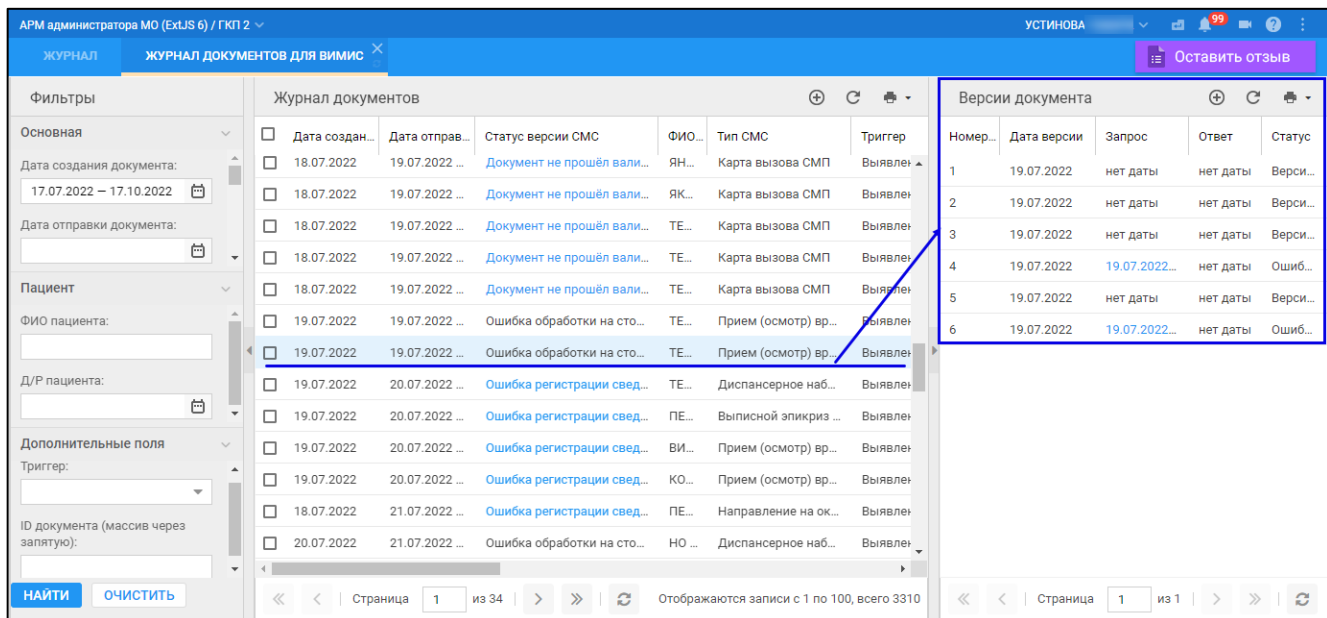 АРМ администратора МО (ExtJS 6) / ГКП 2 УСТИНОВА 99
ЖУРНАЛ ЖУРНАЛ ДОКУМЕНТОВ ДЛЯ ВИМИС Оставить отзыв
Фильтры
Основная
Дата создания документа:
17.07.2022 — 17.10.2022
Дата отправки документа:
Пациент
ФИО пациента:
Д/Р пациента:
Дополнительные поля
Триггер:
ID документа (массив через
запятую):
НАЙТИ ОЧИСТИТЬ
Журнал документов
Дата создан... Дата отправ... Статус версии СМС ФИО... Тип СМС Триггер
18.07.2022 19.07.2022 ... Документ не прошёл вали... ЯН... Карта вызова СМП Выявлен
18.07.2022 19.07.2022 ... Документ не прошёл вали... ЯК... Карта вызова СМП Выявлен
18.07.2022 19.07.2022 ... Документ не прошёл вали... ТЕ... Карта вызова СМП Выявлен
18.07.2022 19.07.2022 ... Документ не прошёл вали... ТЕ... Карта вызова СМП Выявлен
18.07.2022 19.07.2022 ... Документ не прошёл вали... ТЕ... Карта вызова СМП Выявлен
19.07.2022 19.07.2022 ... Ошибка обработки на сто... ТЕ... Прием (осмотр) вр... Выявлен
19.07.2022 19.07.2022 ... Ошибка обработки на сто... ТЕ... Прием (осмотр) вр... Выявлен
19.07.2022 20.07.2022 ... Ошибка регистрации свед... ТЕ... Диспансерное наб... Выявлен
19.07.2022 20.07.2022 ... Ошибка регистрации свед... ПЕ... Выписной эпикриз ... Выявлен
19.07.2022 20.07.2022 ... Ошибка регистрации свед... ВИ... Прием (осмотр) вр... Выявлен
19.07.2022 20.07.2022 ... Ошибка регистрации свед... КО... Прием (осмотр) вр... Выявлен
18.07.2022 21.07.2022 ... Ошибка регистрации свед... ПЕ... Направление на ок... Выявлен
20.07.2022 21.07.2022 ... Ошибка обработки на сто... НО ... Диспансерное наб... Выявлен
Страница 1 из 34 Отображаются записи с 1 по 100, всего 3310
Версии документа
Номер... Дата версии Запрос Ответ Статус
1 19.07.2022 нет даты нет даты Верси...
2 19.07.2022 нет даты нет даты Верси...
3 19.07.2022 нет даты нет даты Верси...
4 19.07.2022 19.07.2022... нет даты Ошиб...
5 19.07.2022 нет даты нет даты Верси...
6 19.07.2022 19.07.2022... нет даты Ошиб...
Страница 1 из 1